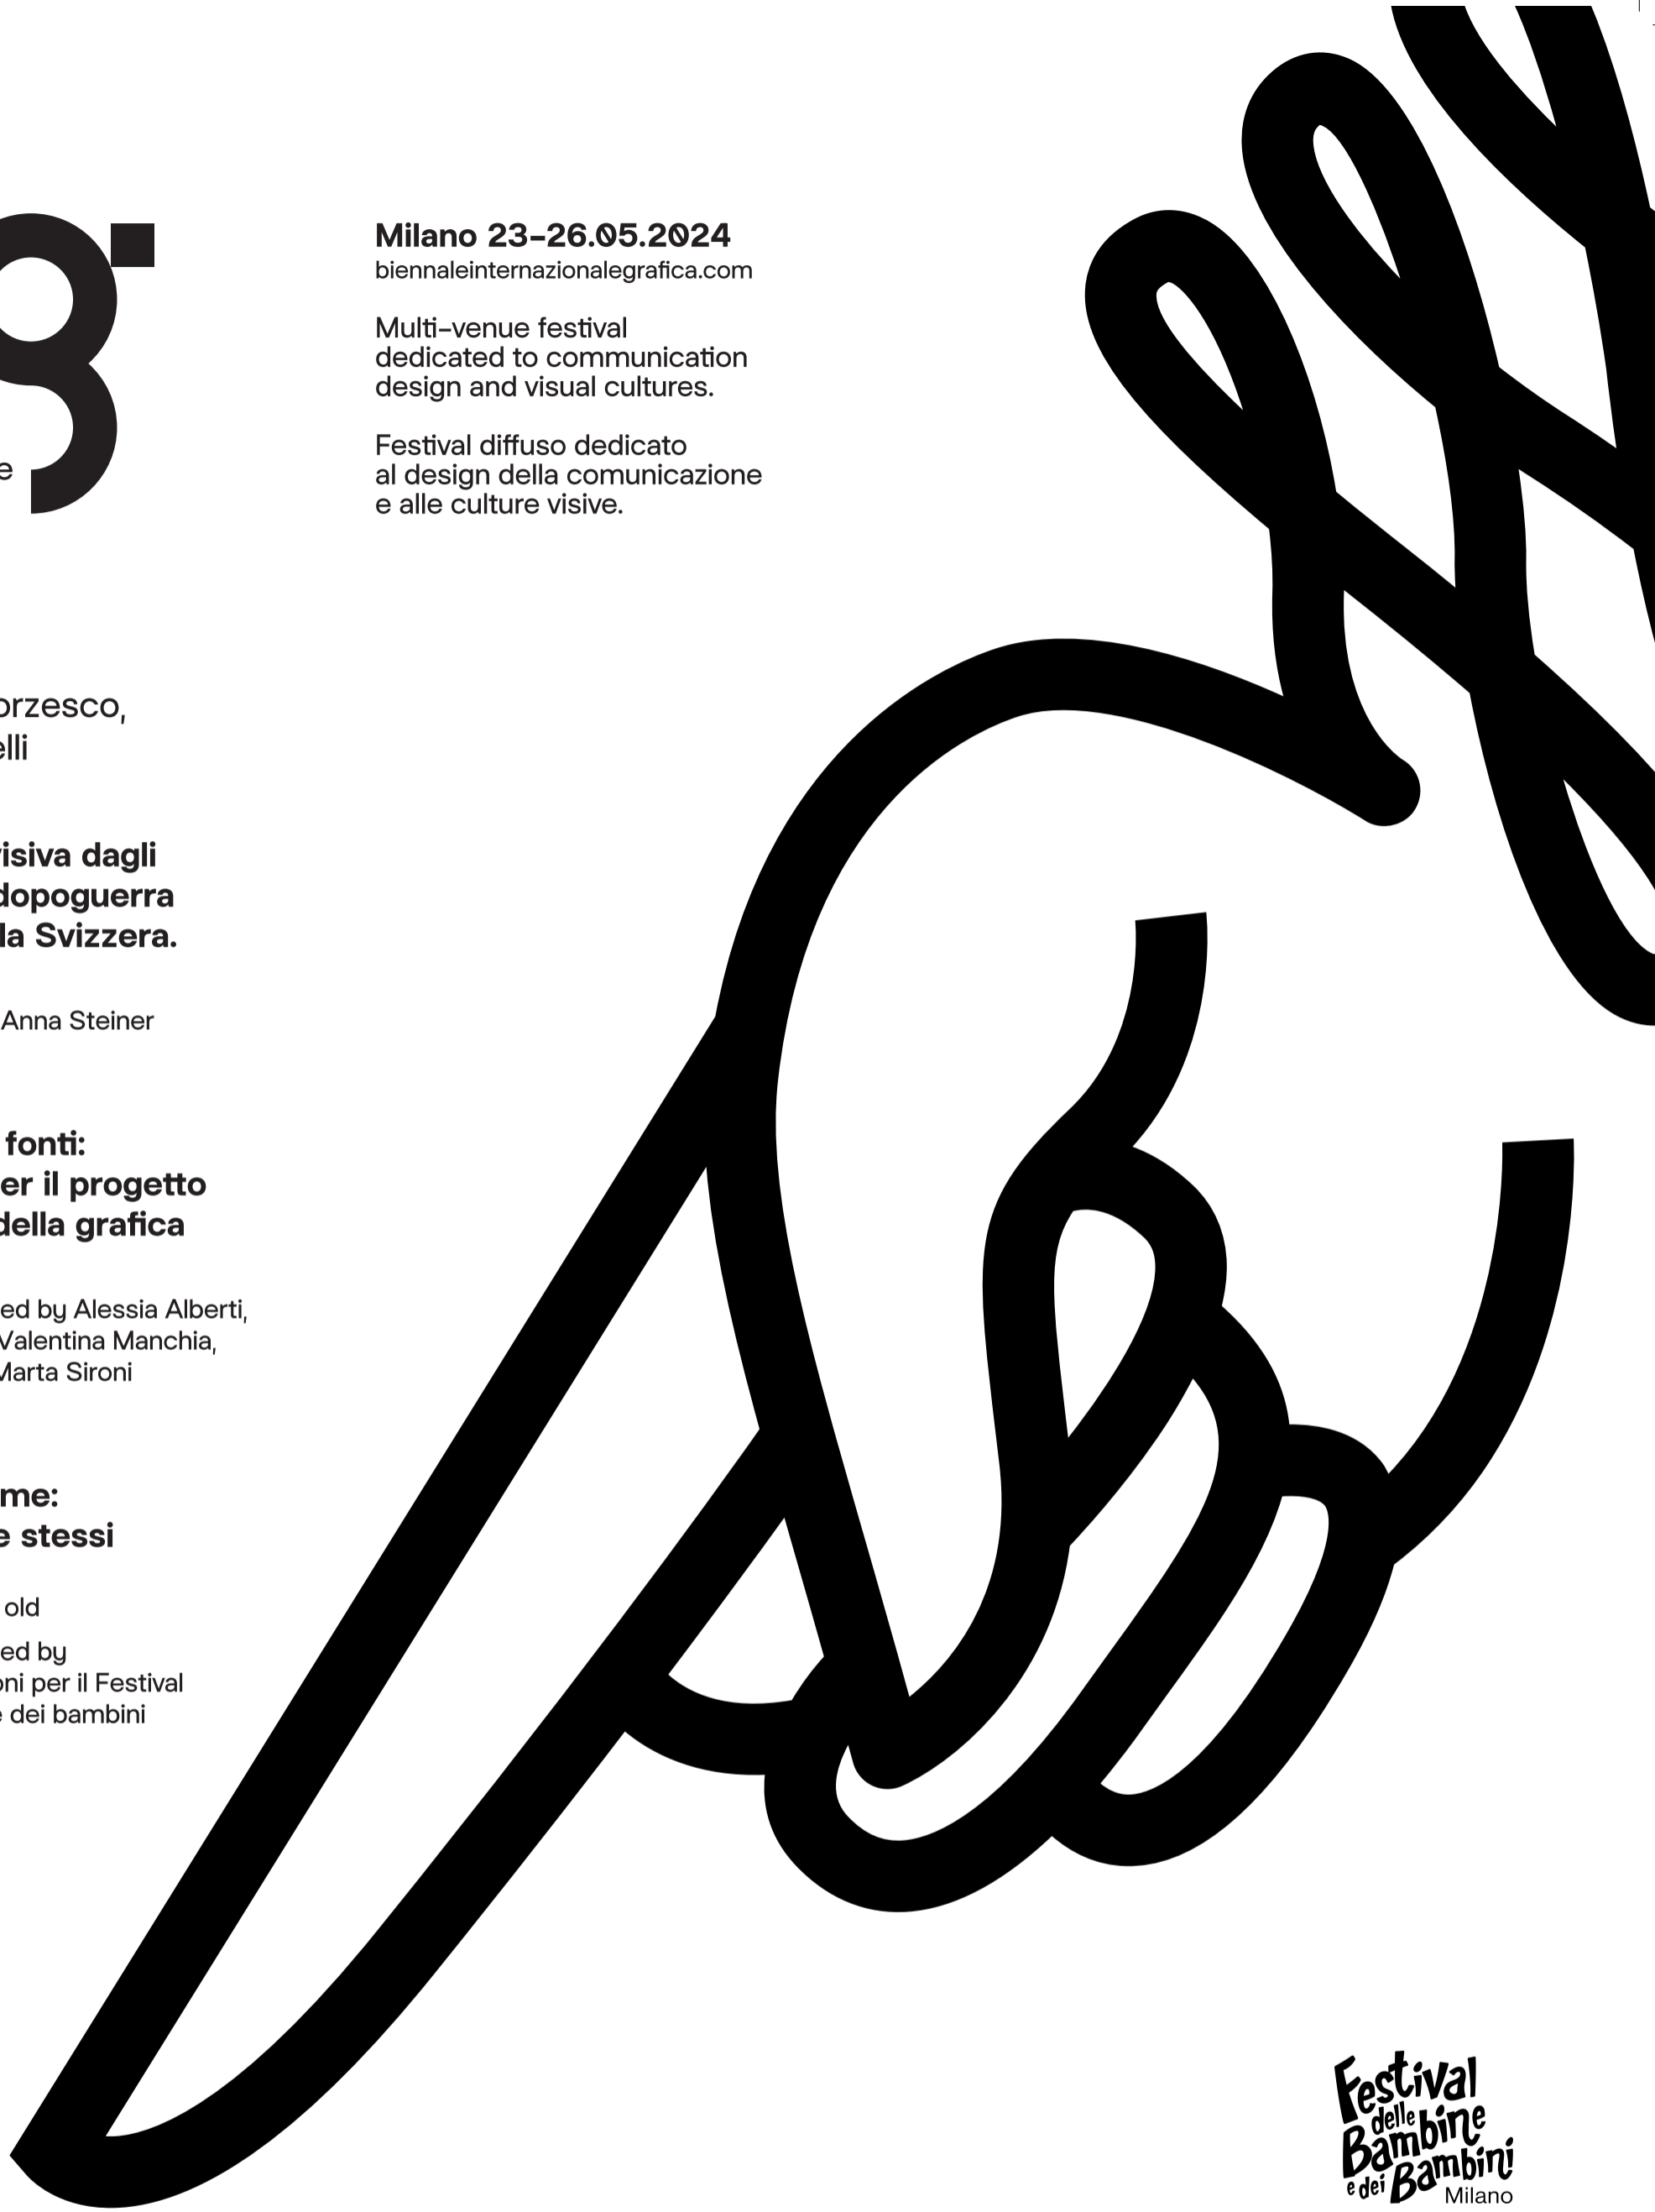 g
e
Milano 23–26.05.2024
biennaleinternazionalegrafica.com
Multi–venue festival
dedicated to communication
design and visual cultures.
Festival diffuso dedicato
al design della comunicazione
e alle culture visive.
orzesco,
elli
visiva dagli
dopoguerra
la Svizzera.
Anna Steiner
fonti:
er il progetto
della grafica
ed by Alessia Alberti,
Valentina Manchia,
Marta Sironi
me:
e stessi
old
ed by
oni per il Festival
e dei bambini
Festival
delle
Bambine
e dei Bambini
Milano